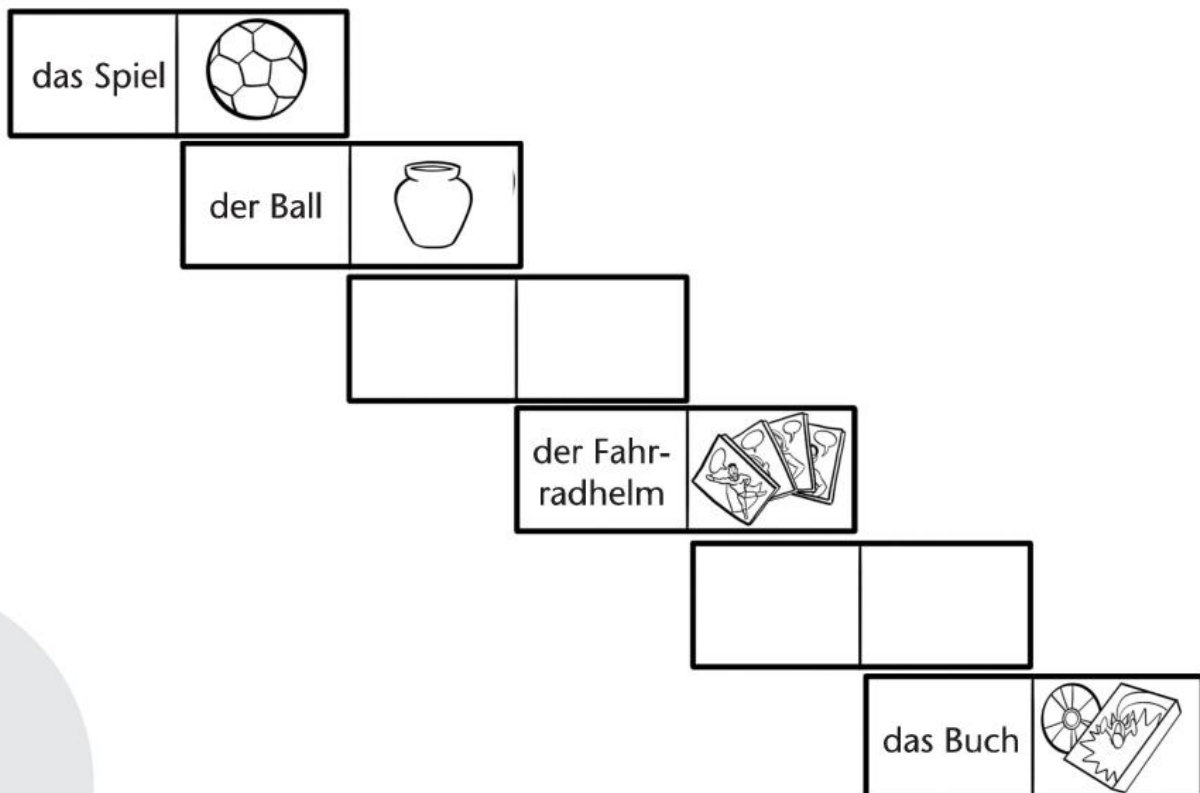 das Spiel
der Ball
der Fahr-
radhelm
das Buch